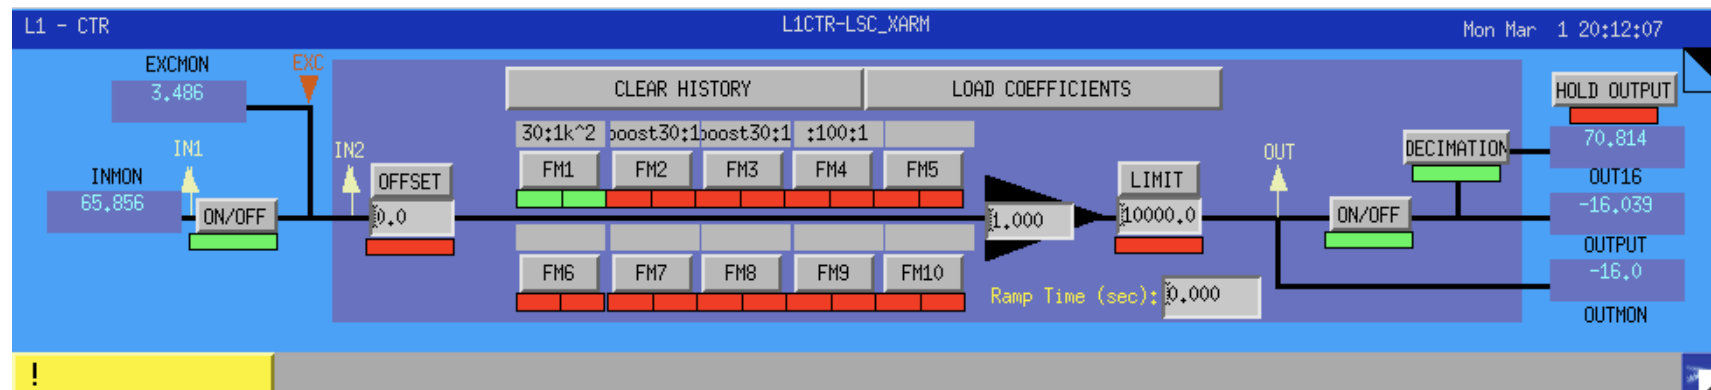 L1 - CTR
L1CTR-LSC_XARM
Mon Mar 1 20:12:07
EXCMON
EXC
3.486
CLEAR HISTORY
LOAD COEFFICIENTS
HOLD OUTPUT
30:1k^2
boost30:1
boost30:1
:100:1
IN1
IN2
FM1
FM2
FM3
FM4
FM5
OUT
DECIMATION
70.814
INMON
OFFSET
LIMIT
OUT16
65.856
ON/OFF
0.0
1.000
10000.0
ON/OFF
-16.039
OUTPUT
FM6
FM7
FM8
FM9
FM10
-16.0
Ramp Time (sec):
0.000
OUTMON
!